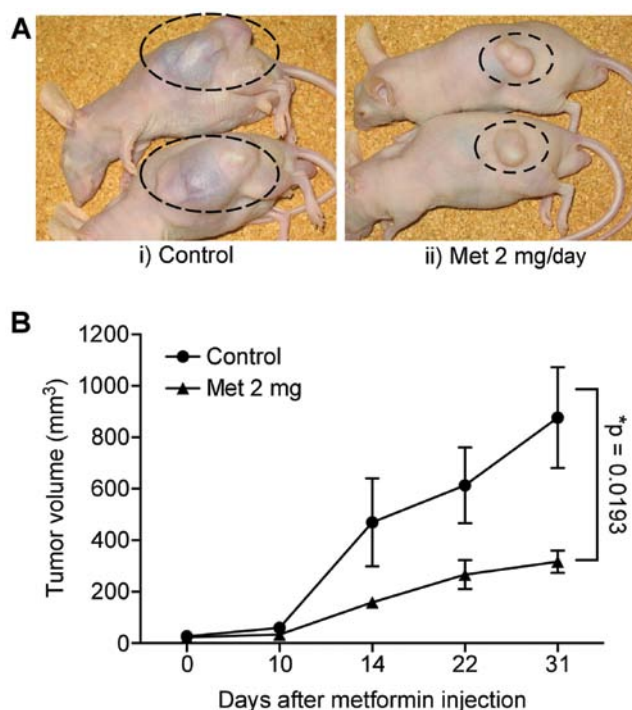 A
i) Control
ii) Met 2 mg/day
B
Tumor volume (mm³)
1200
1000
800
600
400
200
0
Control
Met 2 mg
*p = 0.0193
0 10 14 22 31
Days after metformin injection